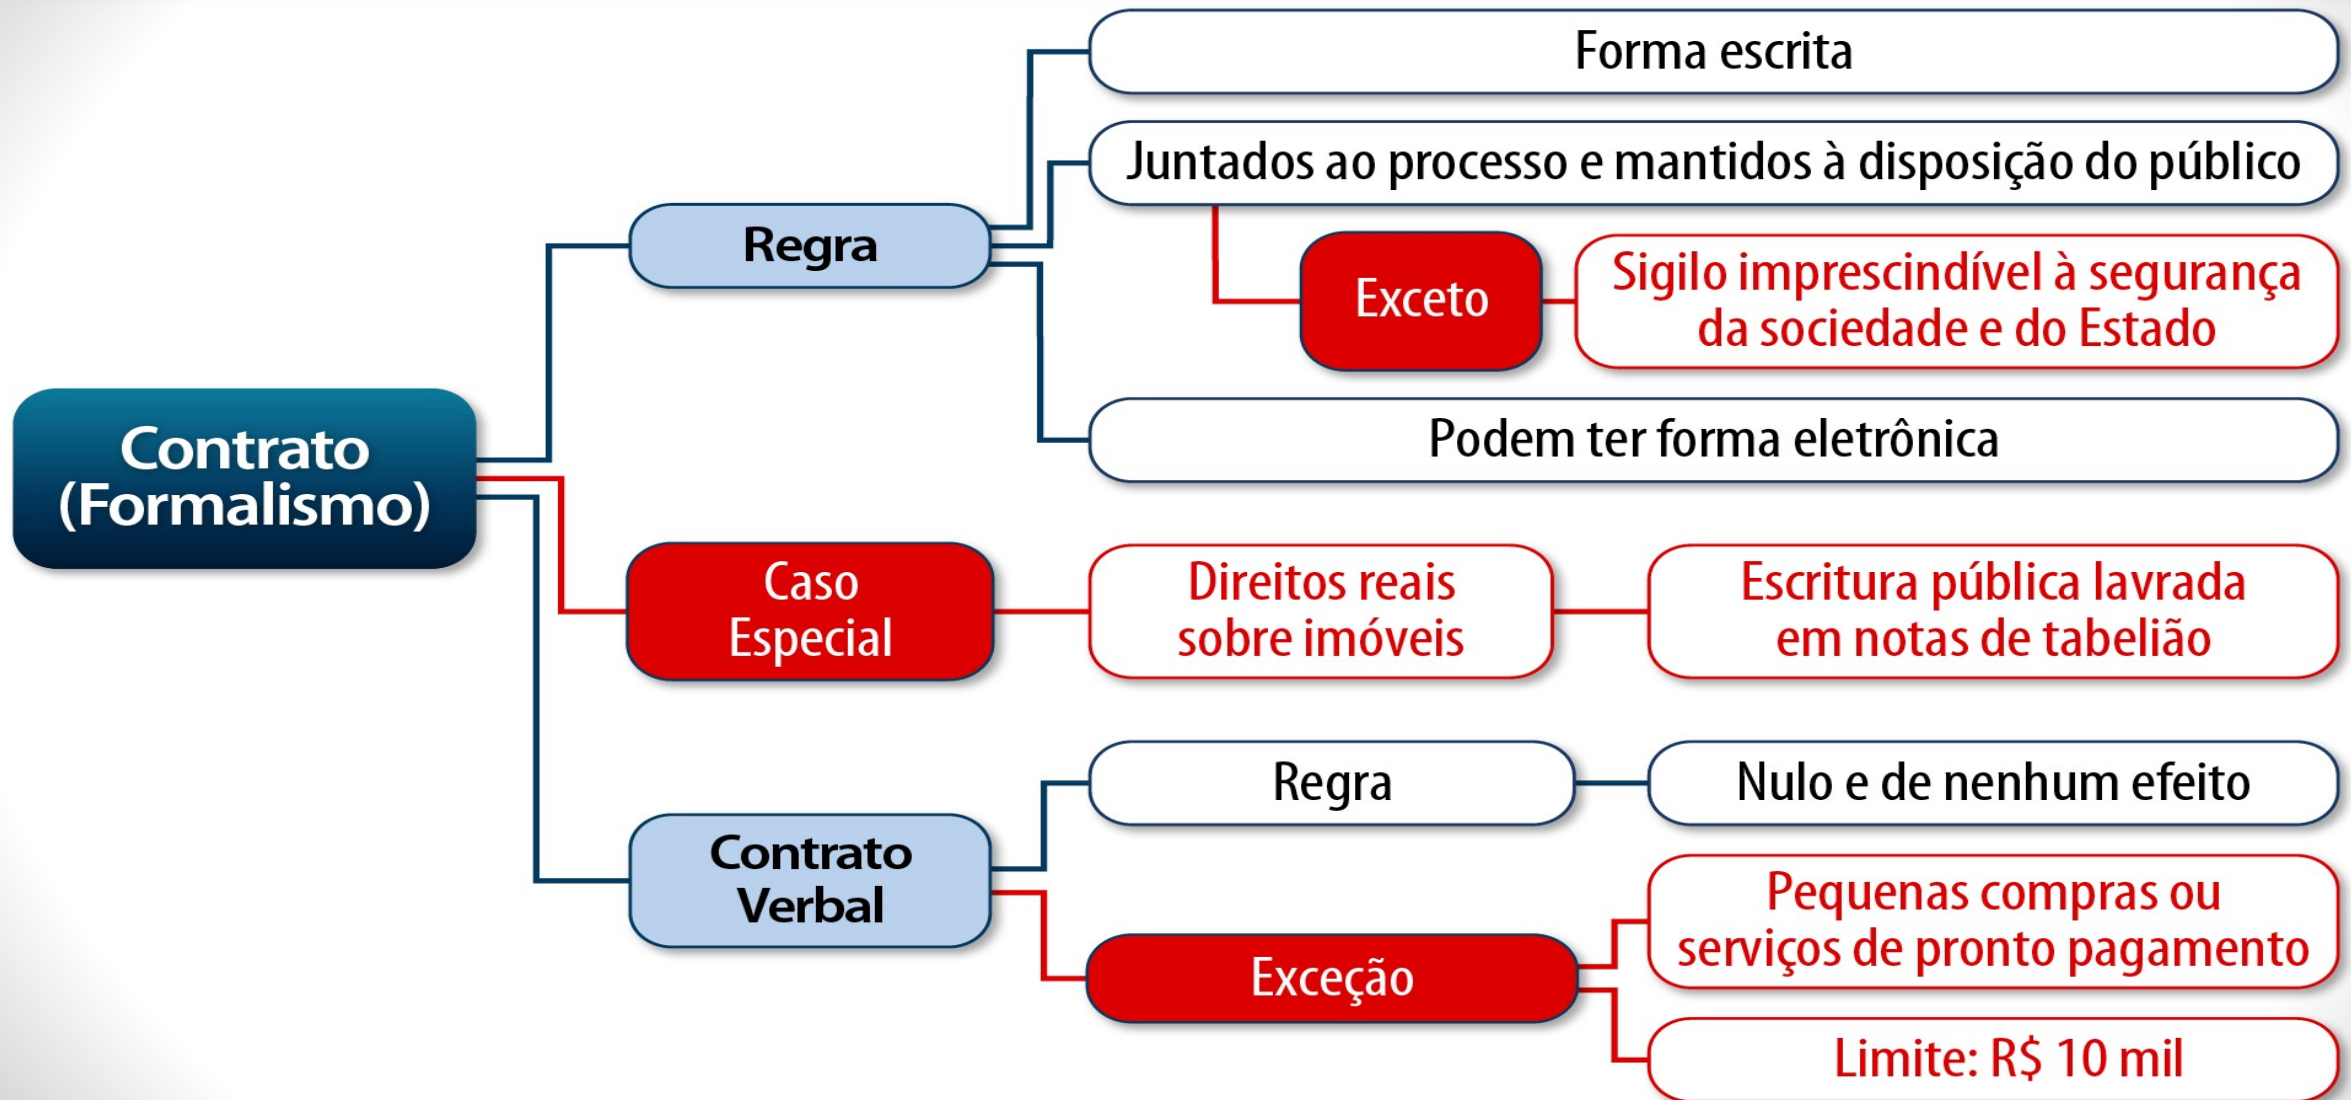 Forma escrita
Juntados ao processo e mantidos à disposição do público
Regra
Exceto
Sigilo imprescindível à segurança
da sociedade e do Estado
Podem ter forma eletrônica
Contrato
(Formalismo)
Caso
Especial
Direitos reais
sobre imóveis
Escritura pública lavrada
em notas de tabelião
Contrato
Verbal
Regra
Nulo e de nenhum efeito
Exceção
Pequenas compras ou
serviços de pronto pagamento
Limite: R$ 10 mil